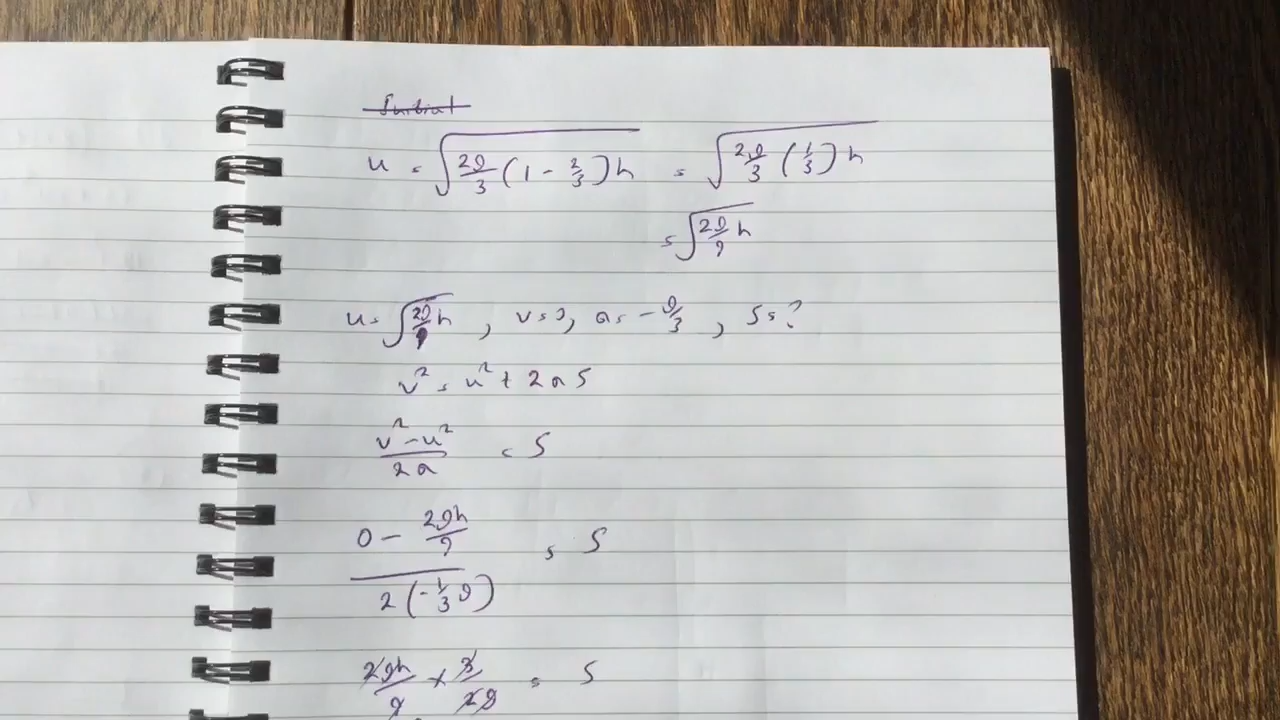 Initial
u = √(2g/3 (1 - 2/3) h) = √(2g/3 (1/3) h)
= √(2g/9 h)
u = √(2g/9 h) , v = 0, a = -g/3 , s = ?
v² = u² + 2as
(v² - u²)/2a = s
(0 - 2gh/9)/(2(-1/3 g)) = s
2gh/9 × 3/2g = s